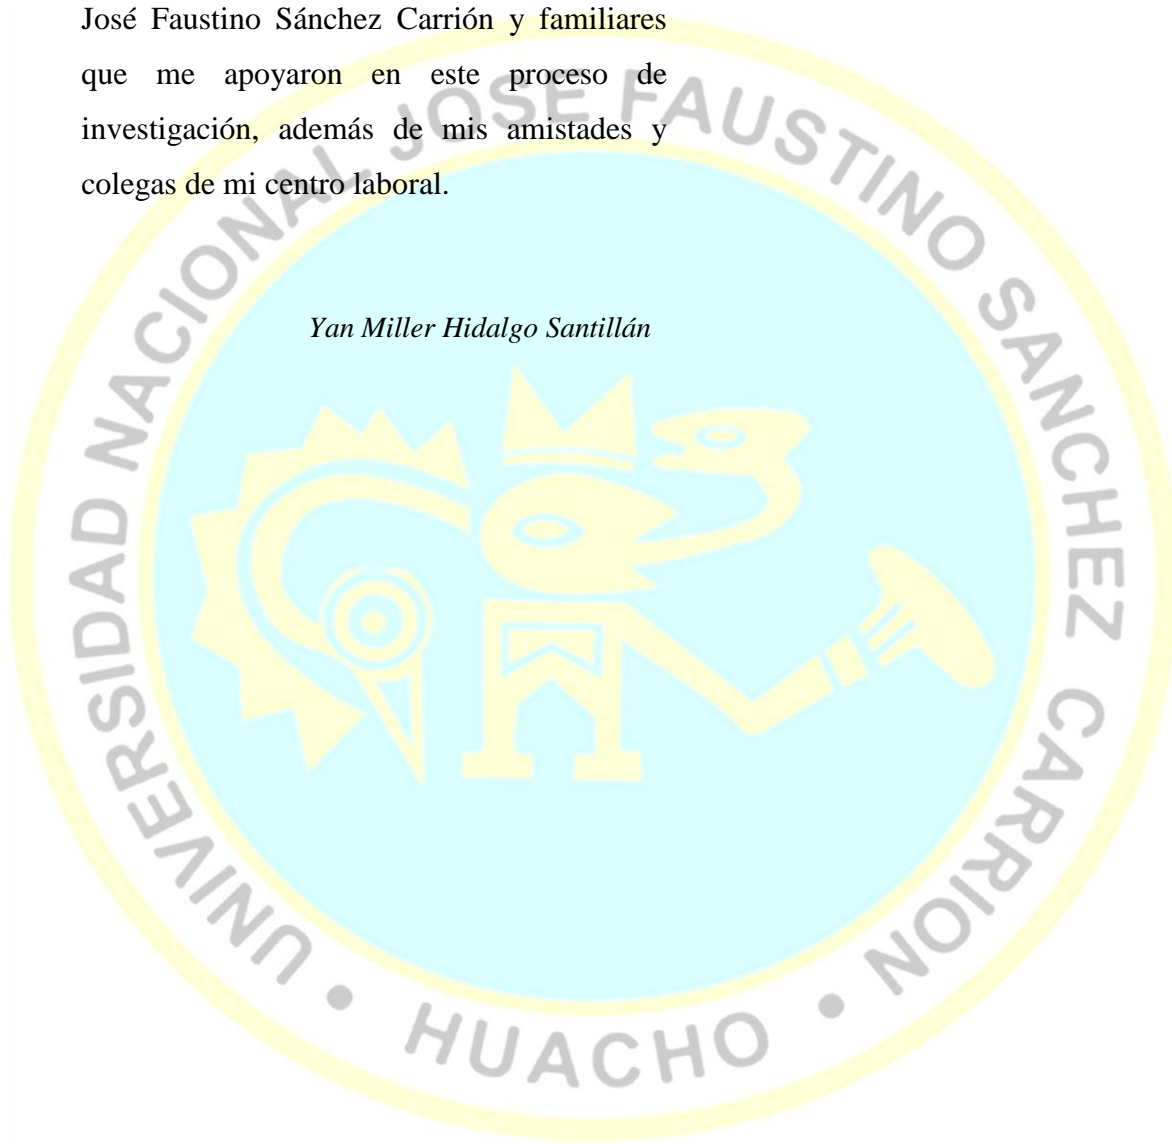 José Faustino Sánchez Carrión y familiares
que me apoyaron en este proceso de
investigación, además de mis amistades y
colegas de mi centro laboral.
Yan Miller Hidalgo Santillán
UNIVERSIDAD NACIONAL JOSE FAUSTINO SANCHEZ CARRION • HUACHO •